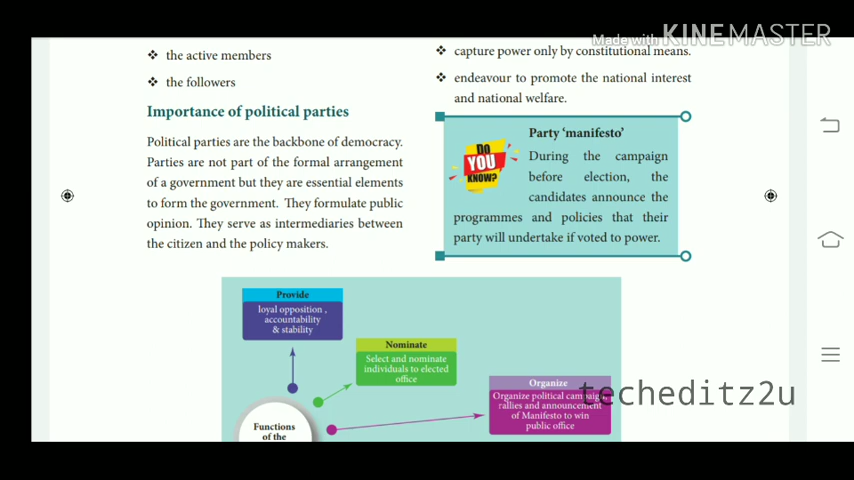 Made with KINEMASTER
❖ the active members
❖ the followers
Importance of political parties
Political parties are the backbone of democracy.
Parties are not part of the formal arrangement
of a government but they are essential elements
to form the government. They formulate public
opinion. They serve as intermediaries between
the citizen and the policy makers.
❖ capture power only by constitutional means.
❖ endeavour to promote the national interest
and national welfare.
DO
YOU
KNOW?
Party ‘manifesto’
During the campaign
before election, the
candidates announce the
programmes and policies that their
party will undertake if voted to power.
Provide
loyal opposition ,
accountability
& stability
Nominate
Select and nominate
individuals to elected
office
Organize
Organize political campaign,
rallies and announcement
of Manifesto to win
public office
Functions
of the
techeditz2u